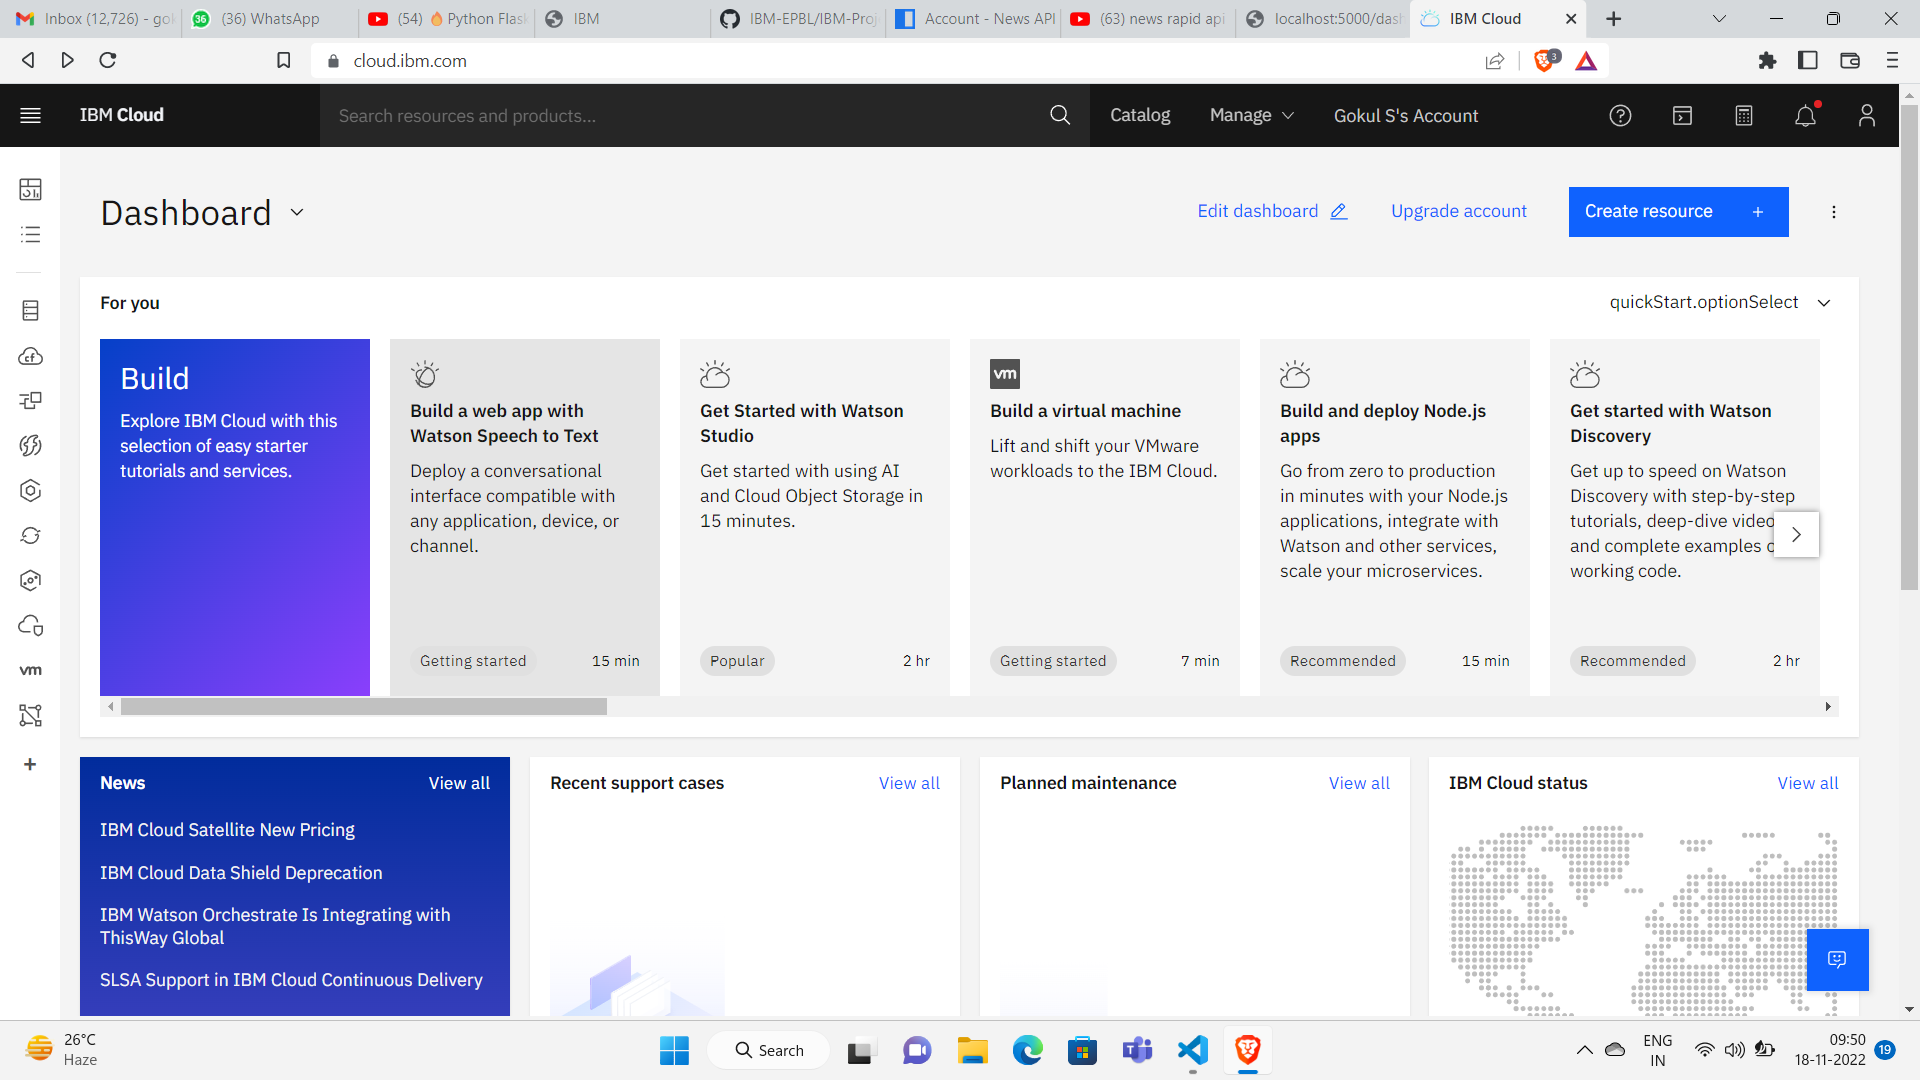 Inbox (12,726) - gok
36
(36) WhatsApp
(54) 🔥 Python Flask
IBM
IBM-EPBL/IBM-Proj
Account - News API
(63) news rapid api
localhost:5000/dash
IBM Cloud
cloud.ibm.com
3
IBM Cloud
Search resources and products...
Catalog
Manage
Gokul S's Account
Dashboard
Edit dashboard
Upgrade account
Create resource +
For you
quickStart.optionSelect
Build
Explore IBM Cloud with this
selection of easy starter
tutorials and services.
Build a web app with
Watson Speech to Text
Deploy a conversational
interface compatible with
any application, device, or
channel.
Getting started
15 min
Get Started with Watson
Studio
Get started with using AI
and Cloud Object Storage in
15 minutes.
Popular
2 hr
vm
Build a virtual machine
Lift and shift your VMware
workloads to the IBM Cloud.
Getting started
7 min
Build and deploy Node.js
apps
Go from zero to production
in minutes with your Node.js
applications, integrate with
Watson and other services,
scale your microservices.
Recommended
15 min
Get started with Watson
Discovery
Get up to speed on Watson
Discovery with step-by-step
tutorials, deep-dive video
and complete examples o
working code.
Recommended
2 hr
cf
vm
News
View all
IBM Cloud Satellite New Pricing
IBM Cloud Data Shield Deprecation
IBM Watson Orchestrate Is Integrating with
ThisWay Global
SLSA Support in IBM Cloud Continuous Delivery
Recent support cases
View all
Planned maintenance
View all
IBM Cloud status
View all
26°C
Haze
Search
ENG
IN
09:50
18-11-2022
19